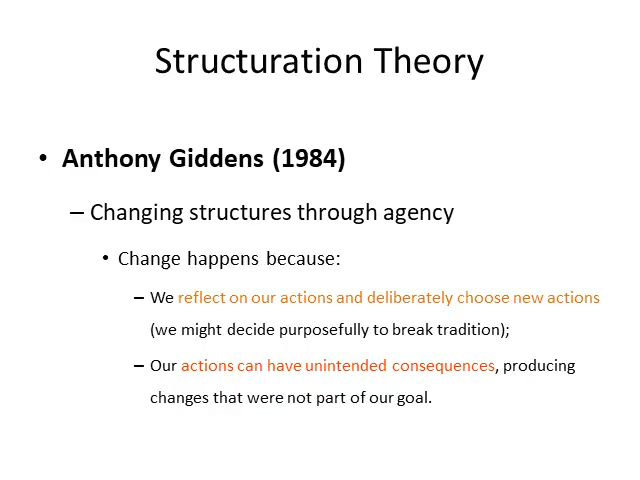 Structuration Theory
• Anthony Giddens (1984)
– Changing structures through agency
• Change happens because:
– We reflect on our actions and deliberately choose new actions
(we might decide purposefully to break tradition);
– Our actions can have unintended consequences, producing
changes that were not part of our goal.